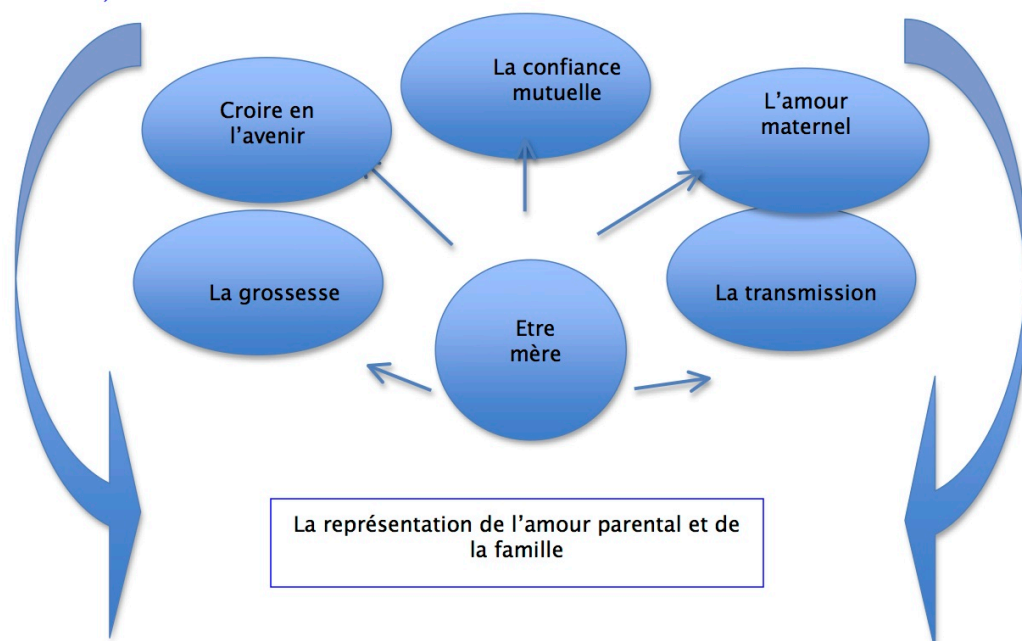 La confiance
mutuelle
Croire en
l’avenir
L’amour
maternel
La grossesse
La transmission
Etre
mère
La représentation de l’amour parental et de
la famille